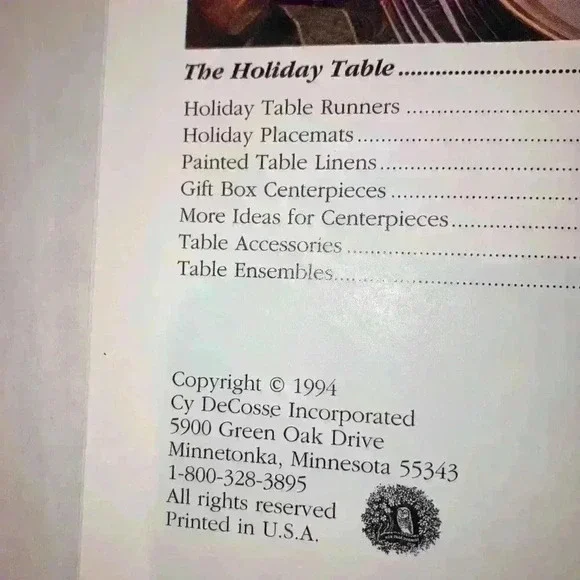 The Holiday Table ..............................
Holiday Table Runners ..............................
Holiday Placemats ..............................
Painted Table Linens ..............................
Gift Box Centerpieces ..............................
More Ideas for Centerpieces ......................
Table Accessories ..............................
Table Ensembles ..............................
Copyright © 1994
Cy DeCosse Incorporated
5900 Green Oak Drive
Minnetonka, Minnesota 55343
1-800-328-3895
All rights reserved
Printed in U.S.A.